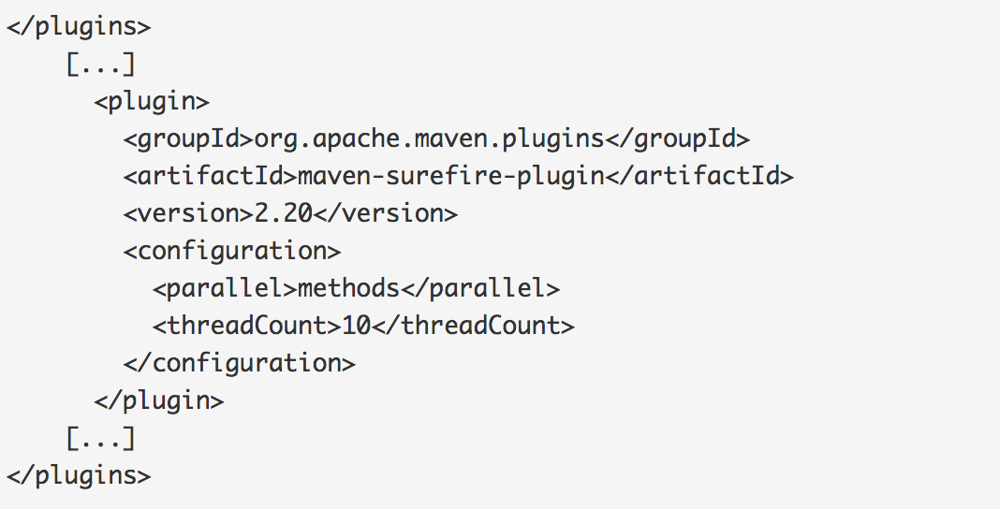 </plugins>
    [...]
      <plugin>
        <groupId>org.apache.maven.plugins</groupId>
        <artifactId>maven-surefire-plugin</artifactId>
        <version>2.20</version>
        <configuration>
          <parallel>methods</parallel>
          <threadCount>10</threadCount>
        </configuration>
      </plugin>
    [...]
</plugins>